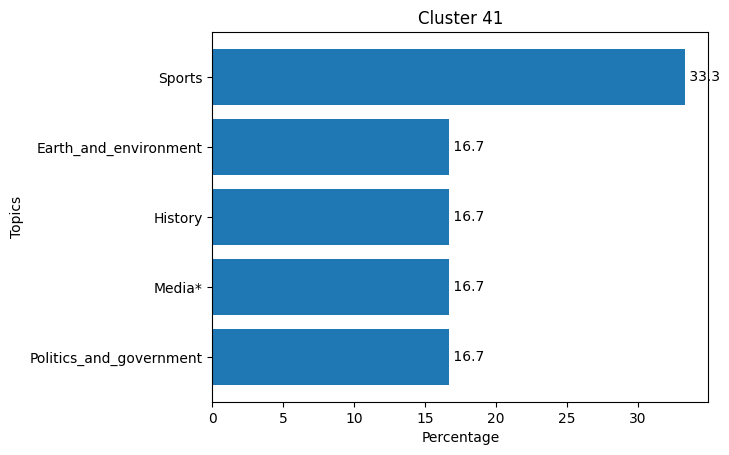 Cluster 41
Sports
33.3
Earth_and_environment
16.7
History
16.7
Media*
16.7
Politics_and_government
16.7
Topics
0 5 10 15 20 25 30
Percentage